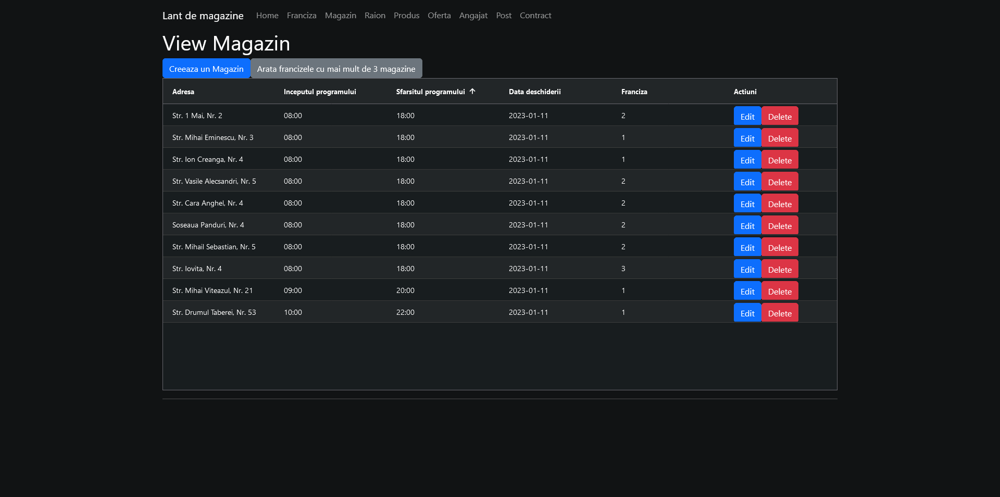 Lant de magazine Home Franciza Magazin Raion Produs Oferta Angajat Post Contract
View Magazin
Creeaza un Magazin Arata francizele cu mai mult de 3 magazine
Adresa Inceputul programului Sfarsitul programului ↑ Data deschiderii Franciza Actiuni
Str. 1 Mai, Nr. 2 08:00 18:00 2023-01-11 2 Edit Delete
Str. Mihai Eminescu, Nr. 3 08:00 18:00 2023-01-11 1 Edit Delete
Str. Ion Creanga, Nr. 4 08:00 18:00 2023-01-11 1 Edit Delete
Str. Vasile Alecsandri, Nr. 5 08:00 18:00 2023-01-11 2 Edit Delete
Str. Cara Anghel, Nr. 4 08:00 18:00 2023-01-11 2 Edit Delete
Soseaua Panduri, Nr. 4 08:00 18:00 2023-01-11 2 Edit Delete
Str. Mihail Sebastian, Nr. 5 08:00 18:00 2023-01-11 2 Edit Delete
Str. Iovita, Nr. 4 08:00 18:00 2023-01-11 3 Edit Delete
Str. Mihai Viteazul, Nr. 21 09:00 20:00 2023-01-11 1 Edit Delete
Str. Drumul Taberei, Nr. 53 10:00 22:00 2023-01-11 1 Edit Delete